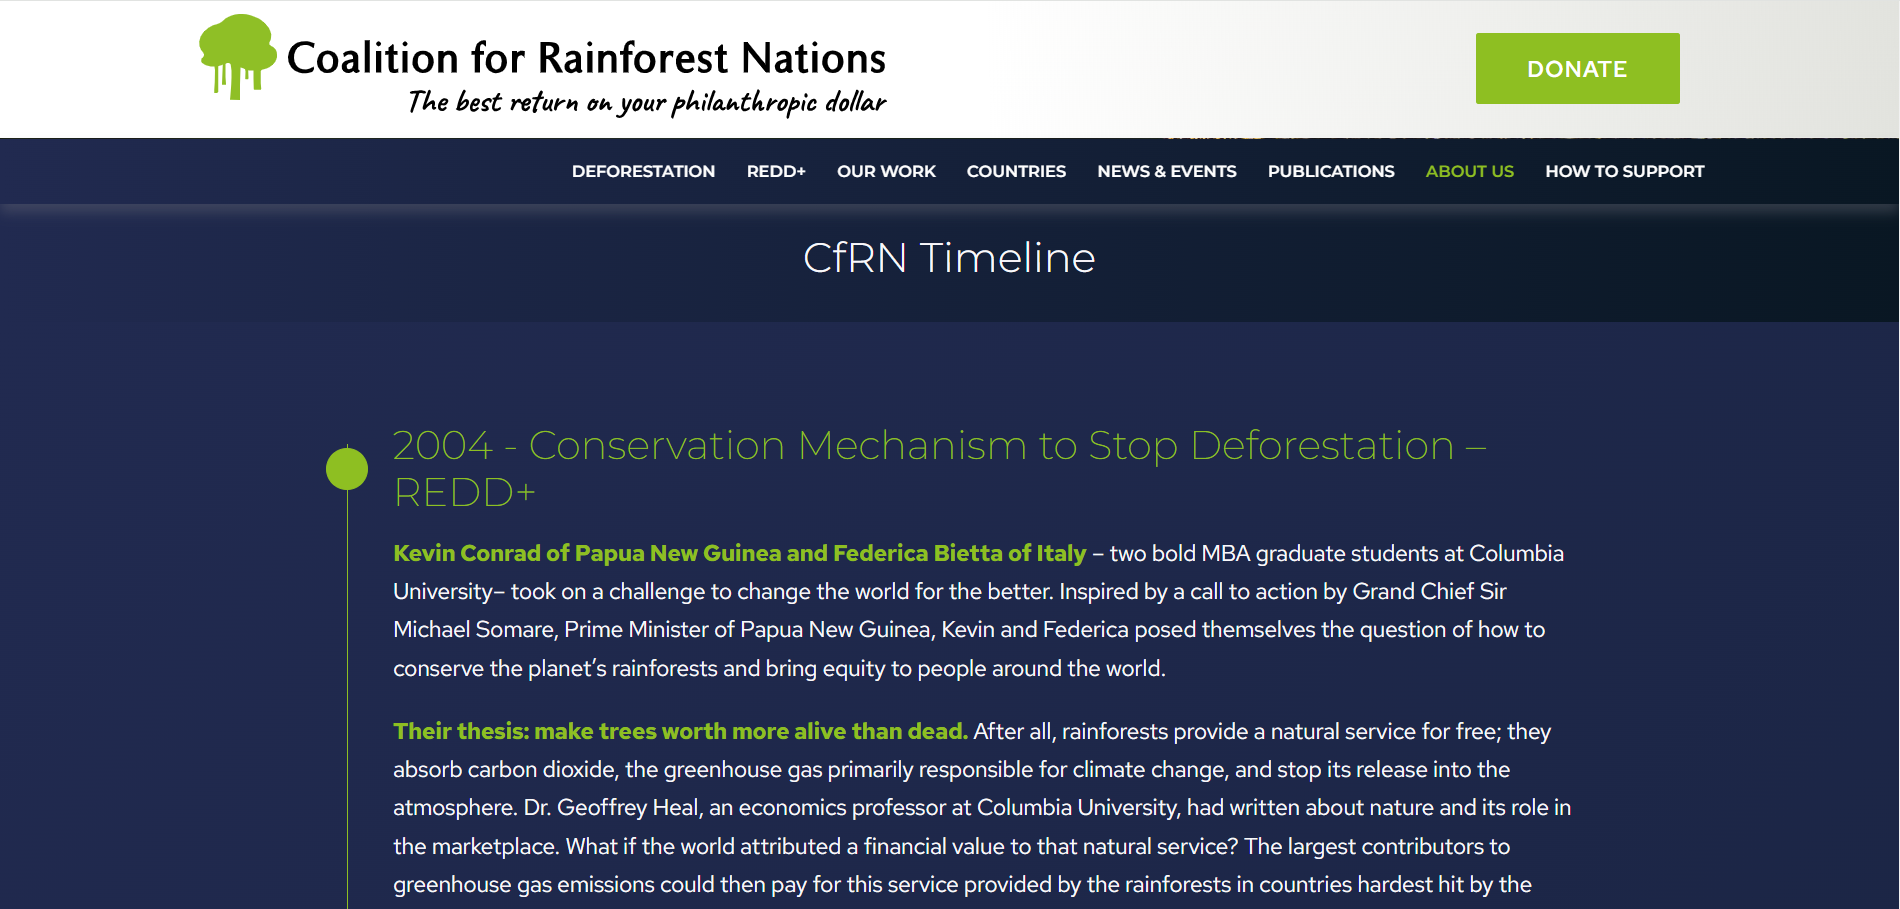 Coalition for Rainforest Nations
The best return on your philanthropic dollar
DONATE
DEFORESTATION REDD+ OUR WORK COUNTRIES NEWS & EVENTS PUBLICATIONS ABOUT US HOW TO SUPPORT
CfRN Timeline
2004 - Conservation Mechanism to Stop Deforestation –
REDD+
Kevin Conrad of Papua New Guinea and Federica Bietta of Italy – two bold MBA graduate students at Columbia
University– took on a challenge to change the world for the better. Inspired by a call to action by Grand Chief Sir
Michael Somare, Prime Minister of Papua New Guinea, Kevin and Federica posed themselves the question of how to
conserve the planet’s rainforests and bring equity to people around the world.
Their thesis: make trees worth more alive than dead. After all, rainforests provide a natural service for free; they
absorb carbon dioxide, the greenhouse gas primarily responsible for climate change, and stop its release into the
atmosphere. Dr. Geoffrey Heal, an economics professor at Columbia University, had written about nature and its role in
the marketplace. What if the world attributed a financial value to that natural service? The largest contributors to
greenhouse gas emissions could then pay for this service provided by the rainforests in countries hardest hit by the